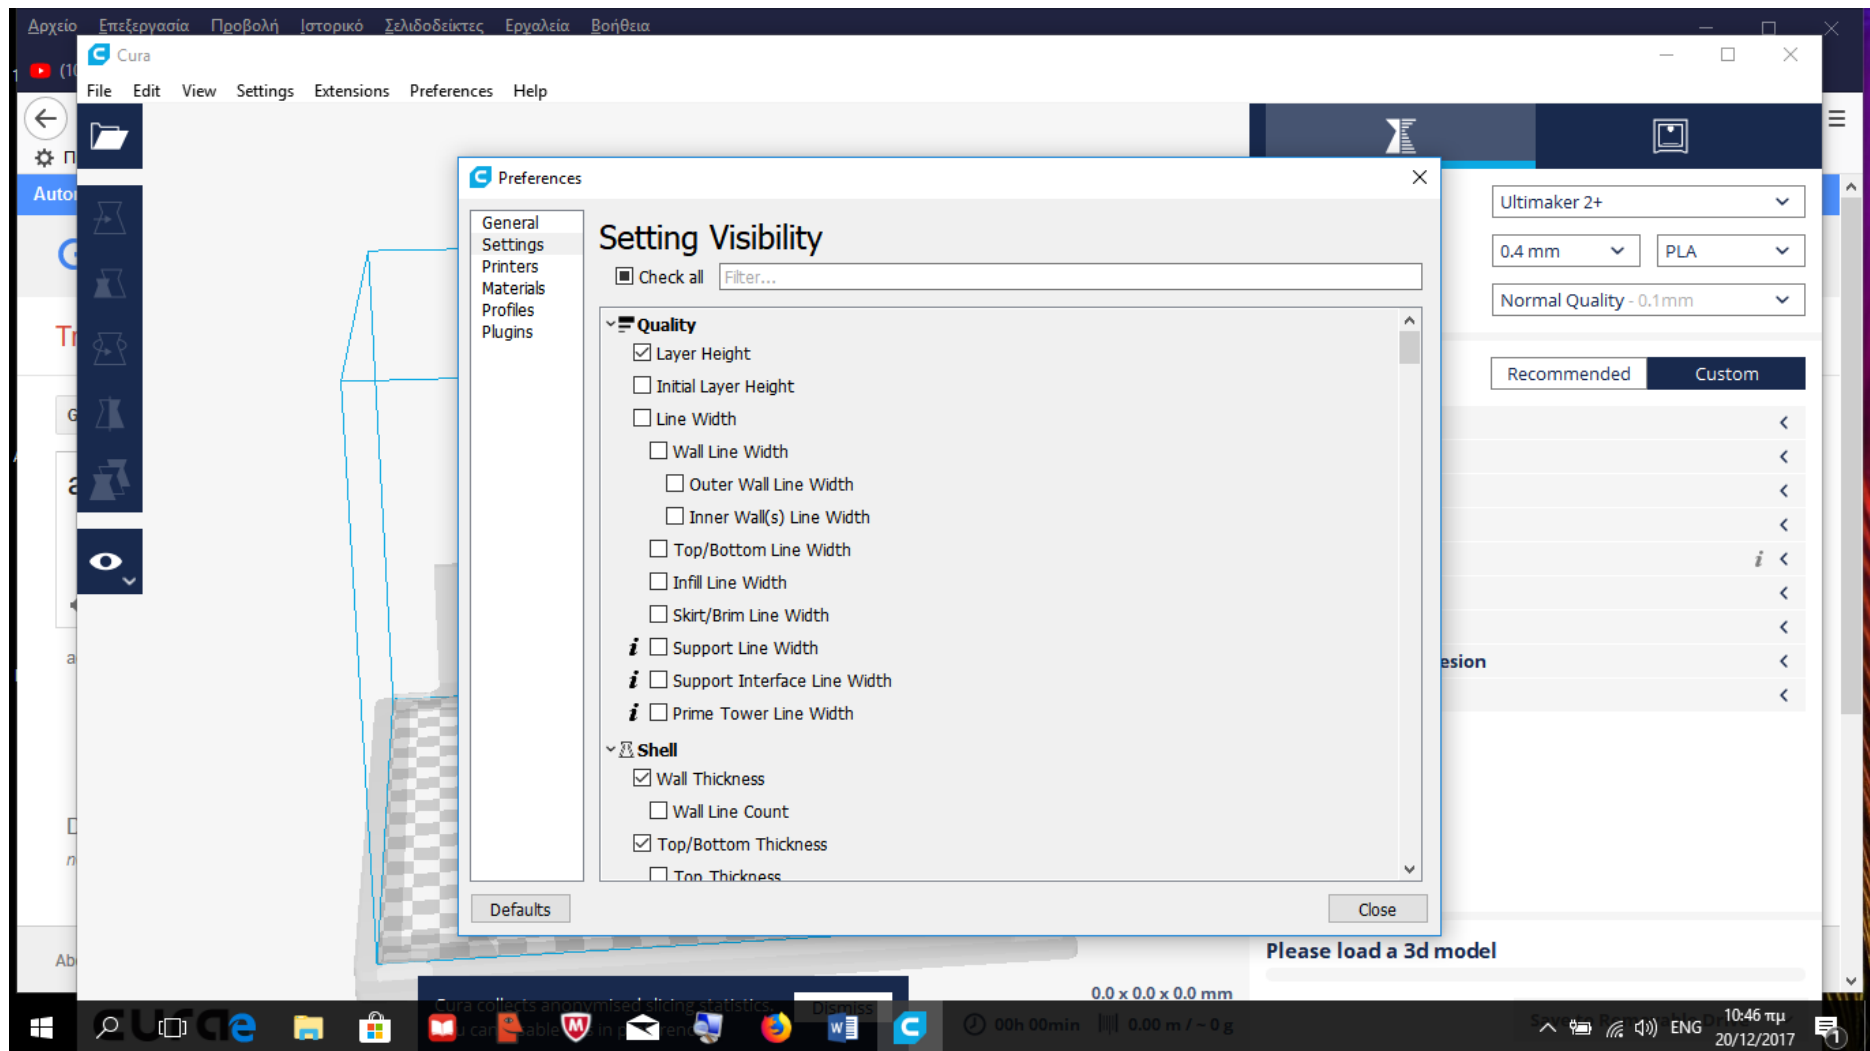 Αρχείο Επεξεργασία Προβολή Ιστορικό Σελιδοδείκτες Εργαλεία Βοήθεια
Cura
File Edit View Settings Extensions Preferences Help
Preferences
General
Settings
Printers
Materials
Profiles
Plugins
Setting Visibility
Check all Filter...
Quality
Layer Height
Initial Layer Height
Line Width
Wall Line Width
Outer Wall Line Width
Inner Wall(s) Line Width
Top/Bottom Line Width
Infill Line Width
Skirt/Brim Line Width
i Support Line Width
i Support Interface Line Width
i Prime Tower Line Width
Shell
Wall Thickness
Wall Line Count
Top/Bottom Thickness
Top Thickness
Defaults Close
Ultimaker 2+
0.4 mm PLA
Normal Quality - 0.1mm
Recommended Custom
i
esion
Please load a 3d model
0.0 x 0.0 x 0.0 mm
Cura collects anonymised slicing statistics. Dismiss
00h 00min 0.00 m / ~ 0 g
ENG
10:46 πμ
20/12/2017